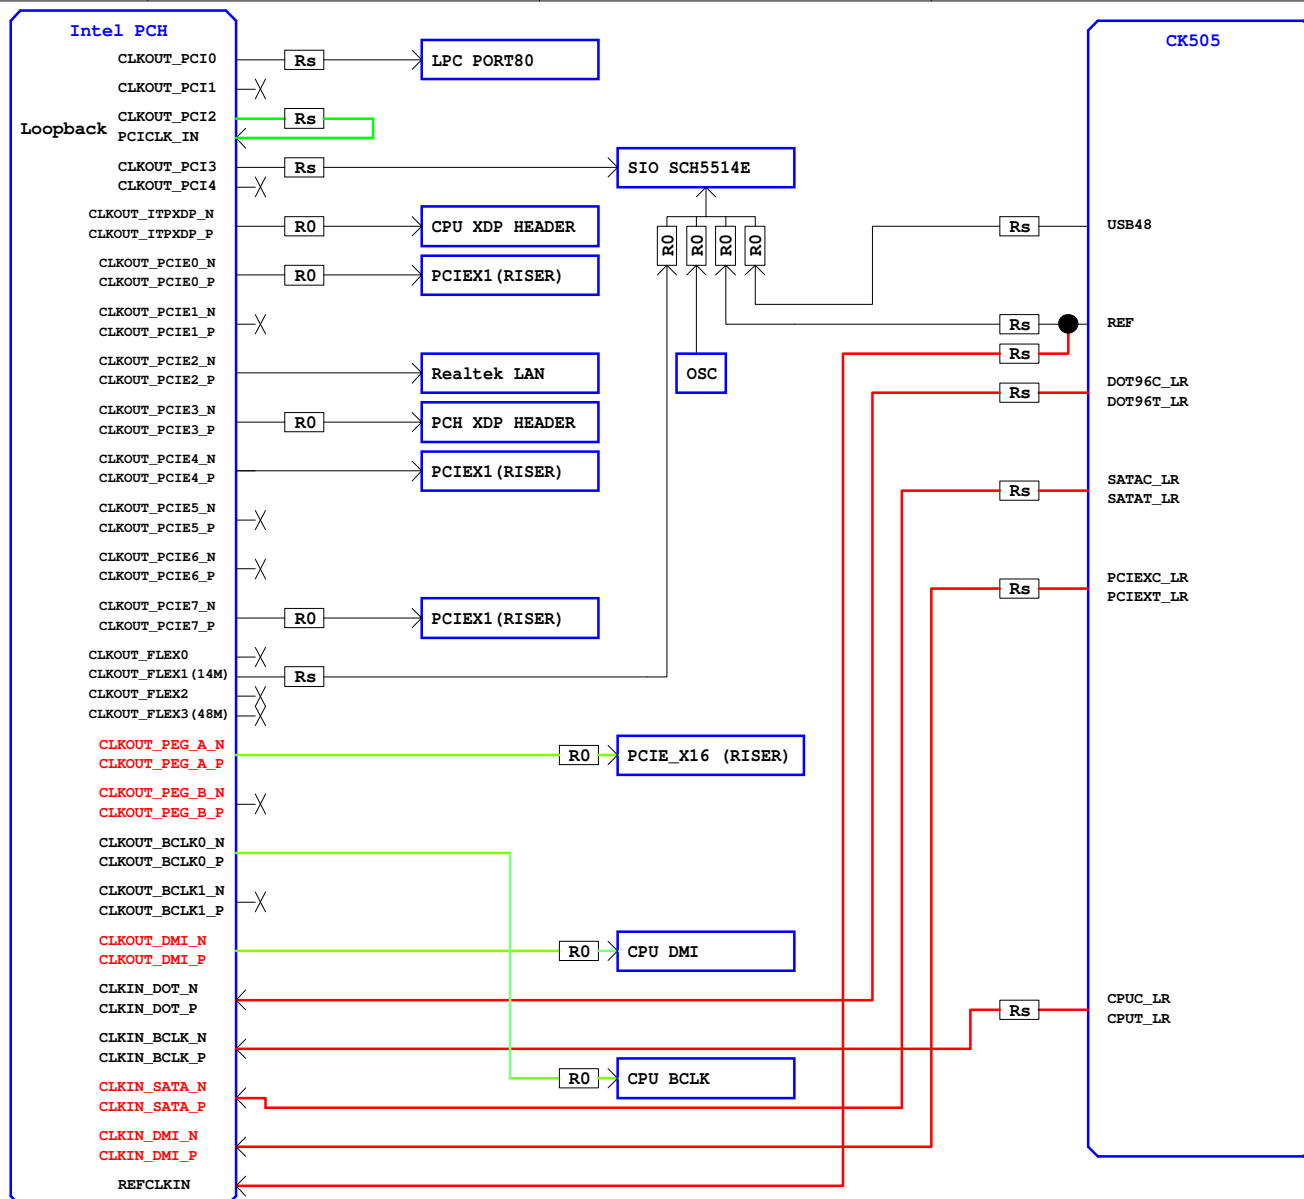 Intel PCH
CK505
CLKOUT_PCI0
Rs
LPC PORT80
CLKOUT_PCI1
Loopback
CLKOUT_PCI2
Rs
PCICLK_IN
CLKOUT_PCI3
Rs
SIO SCH5514E
CLKOUT_PCI4
CLKOUT_ITPXDP_N
CLKOUT_ITPXDP_P
R0
CPU XDP HEADER
R0
R0
R0
R0
Rs
USB48
CLKOUT_PCIE0_N
CLKOUT_PCIE0_P
R0
PCIEX1(RISER)
CLKOUT_PCIE1_N
CLKOUT_PCIE1_P
Rs
REF
Rs
CLKOUT_PCIE2_N
CLKOUT_PCIE2_P
Realtek LAN
OSC
Rs
DOT96C_LR
DOT96T_LR
CLKOUT_PCIE3_N
CLKOUT_PCIE3_P
R0
PCH XDP HEADER
CLKOUT_PCIE4_N
CLKOUT_PCIE4_P
PCIEX1(RISER)
Rs
SATAC_LR
SATAT_LR
CLKOUT_PCIE5_N
CLKOUT_PCIE5_P
CLKOUT_PCIE6_N
CLKOUT_PCIE6_P
Rs
PCIEXC_LR
PCIEXT_LR
CLKOUT_PCIE7_N
CLKOUT_PCIE7_P
R0
PCIEX1(RISER)
CLKOUT_FLEX0
CLKOUT_FLEX1(14M)
Rs
CLKOUT_FLEX2
CLKOUT_FLEX3(48M)
CLKOUT_PEG_A_N
CLKOUT_PEG_A_P
R0
PCIE_X16 (RISER)
CLKOUT_PEG_B_N
CLKOUT_PEG_B_P
CLKOUT_BCLK0_N
CLKOUT_BCLK0_P
CLKOUT_BCLK1_N
CLKOUT_BCLK1_P
CLKOUT_DMI_N
CLKOUT_DMI_P
R0
CPU DMI
CLKIN_DOT_N
CLKIN_DOT_P
Rs
CPUC_LR
CPUT_LR
CLKIN_BCLK_N
CLKIN_BCLK_P
R0
CPU BCLK
CLKIN_SATA_N
CLKIN_SATA_P
CLKIN_DMI_N
CLKIN_DMI_P
REFCLKIN